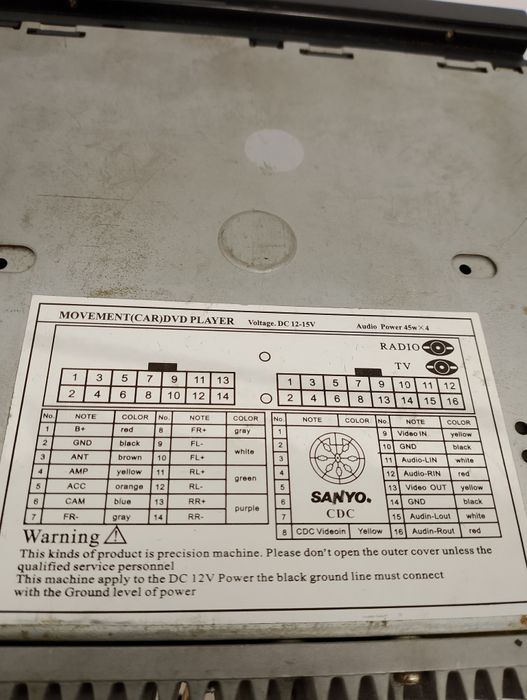 MOVEMENT(CAR)DVD PLAYER Voltage. DC 12-15V Audio Power 45w×4
RADIO
TV
1 3 5 7 9 11 13
2 4 6 8 10 12 14
1 3 5 7 9 10 11 12
2 4 6 8 13 14 15 16
No. NOTE COLOR No. NOTE COLOR
1 B+ red 8 FR+ gray
2 GND black 9 FL- white
3 ANT brown 10 FL+
4 AMP yellow 11 RL+ green
5 ACC orange 12 RL-
6 CAM blue 13 RR+ purple
7 FR- gray 14 RR-
No. NOTE COLOR No. NOTE COLOR
1 9 Video IN yellow
2 10 GND black
3 11 Audio-LIN white
4 12 Audio-RIN red
5 13 Video OUT yellow
6 14 GND black
7 15 Audin-Lout white
8 CDC Videoin Yellow 16 Audin-Rout red
SANYO.
CDC
Warning
This kinds of product is precision machine. Please don't open the outer cover unless the
qualified service personnel
This machine apply to the DC 12V Power the black ground line must connect
with the Ground level of power